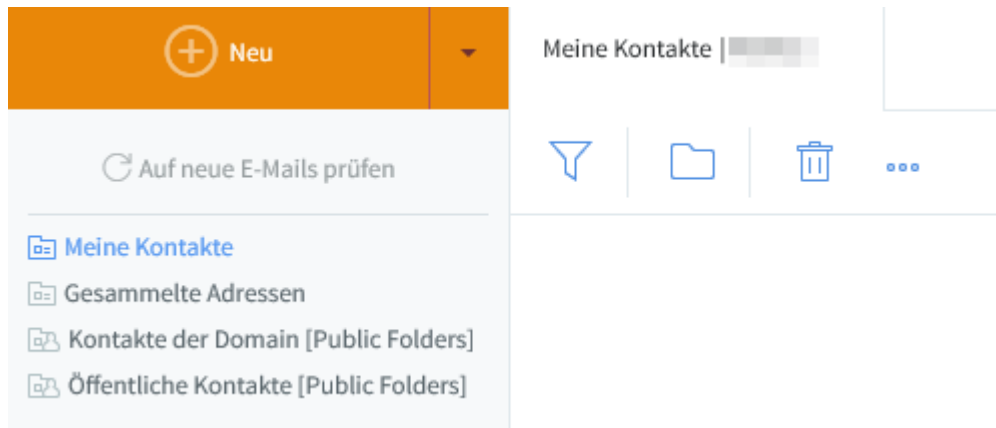 Neu
Meine Kontakte |
Auf neue E-Mails prüfen
Meine Kontakte
Gesammelte Adressen
Kontakte der Domain [Public Folders]
Öffentliche Kontakte [Public Folders]